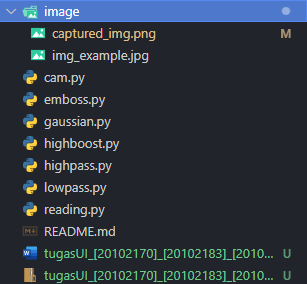 image
captured_img.png M
img_example.jpg
cam.py
emboss.py
gaussian.py
highboost.py
highpass.py
lowpass.py
reading.py
README.md
tugasUI_[20102170]_[20102183]_[2010... U
tugasUI_[20102170]_[20102183]_[2010... U